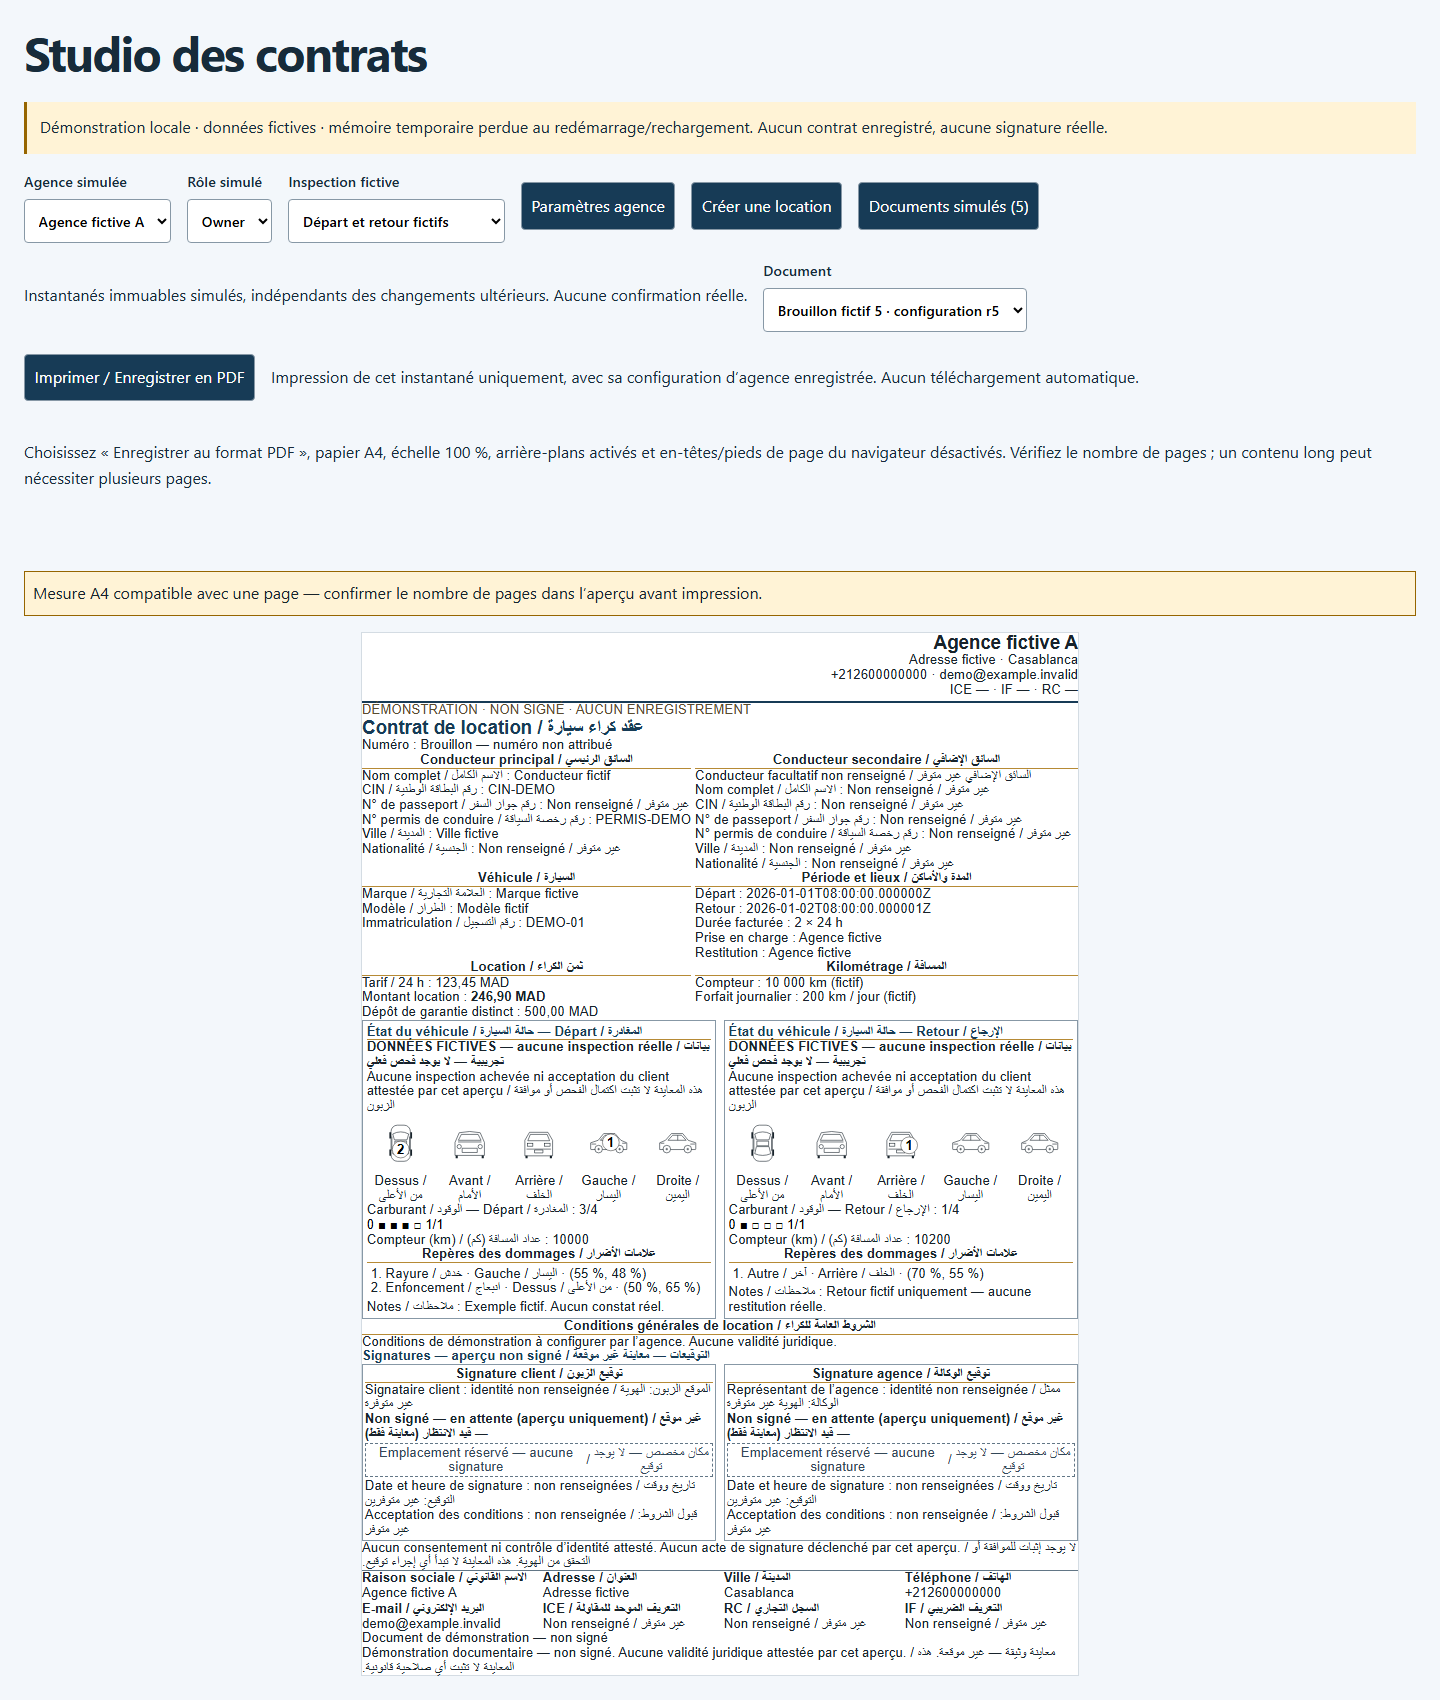 Studio des contrats
Démonstration locale · données fictives · mémoire temporaire perdue au redémarrage/rechargement. Aucun contrat enregistré, aucune signature réelle.
Agence simulée
Rôle simulé
Inspection fictive
Agence fictive A
Owner
Départ et retour fictifs
Paramètres agence
Créer une location
Documents simulés (5)
Document
Instantanés immuables simulés, indépendants des changements ultérieurs. Aucune confirmation réelle.
Brouillon fictif 5 · configuration r5
Imprimer / Enregistrer en PDF
Impression de cet instantané uniquement, avec sa configuration d’agence enregistrée. Aucun téléchargement automatique.
Choisissez « Enregistrer au format PDF », papier A4, échelle 100 %, arrière-plans activés et en-têtes/pieds de page du navigateur désactivés. Vérifiez le nombre de pages ; un contenu long peut
nécessiter plusieurs pages.
Mesure A4 compatible avec une page — confirmer le nombre de pages dans l’aperçu avant impression.
Agence fictive A
Adresse fictive · Casablanca
+212600000000 · demo@example.invalid
ICE — · IF — · RC —
DÉMONSTRATION · NON SIGNÉ · AUCUN ENREGISTREMENT
Contrat de location / عقد كراء سيارة
Numéro : Brouillon — numéro non attribué
Conducteur principal / السائق الرئيسي
Nom complet / الاسم الكامل : Conducteur fictif
CIN / رقم البطاقة الوطنية : CIN-DEMO
N° de passeport / رقم جواز السفر : Non renseigné / غير متوفر
N° permis de conduire / رقم رخصة السياقة : PERMIS-DEMO
Ville / المدينة : Ville fictive
Nationalité / الجنسية : Non renseigné / غير متوفر
Conducteur secondaire / السائق الإضافي
Conducteur facultatif non renseigné / السائق الإضافي غير متوفر
Nom complet / الاسم الكامل : Non renseigné / غير متوفر
CIN / رقم البطاقة الوطنية : Non renseigné / غير متوفر
N° de passeport / رقم جواز السفر : Non renseigné / غير متوفر
N° permis de conduire / رقم رخصة السياقة : Non renseigné / غير متوفر
Ville / المدينة : Non renseigné / غير متوفر
Nationalité / الجنسية : Non renseigné / غير متوفر
Véhicule / السيارة
Marque / العلامة التجارية : Marque fictive
Modèle / الطراز : Modèle fictif
Immatriculation / رقم التسجيل : DEMO-01
Période et lieux / المدة والأماكن
Départ : 2026-01-01T08:00:00.000000Z
Retour : 2026-01-02T08:00:00.000001Z
Durée facturée : 2 × 24 h
Prise en charge : Agence fictive
Restitution : Agence fictive
Location / ثمن الكراء
Tarif / 24 h : 123,45 MAD
Montant location : 246,90 MAD
Dépôt de garantie distinct : 500,00 MAD
Kilométrage / المسافة
Compteur : 10 000 km (fictif)
Forfait journalier : 200 km / jour (fictif)
État du véhicule / حالة السيارة — Départ / المغادرة
DONNÉES FICTIVES — aucune inspection réelle / بيانات
تجريبية — لا يوجد فحص فعلي
Aucune inspection achevée ni acceptation du client
attestée par cet aperçu / هذه المعاينة لا تثبت اكتمال الفحص أو موافقة
الزبون
2
1
Dessus /
من الأعلى
Avant /
الأمام
Arrière /
الخلف
Gauche /
اليسار
Droite /
اليمين
Carburant / الوقود — Départ / المغادرة : 3/4
0 ■ ■ ■ □ 1/1
Compteur (km) / عداد المسافة (كم) : 10000
Repères des dommages / علامات الأضرار
1. Rayure / خدش · Gauche / اليسار · (55 %, 48 %)
2. Enfoncement / انبعاج · Dessus / من الأعلى · (50 %, 65 %)
Notes / ملاحظات : Exemple fictif. Aucun constat réel.
État du véhicule / حالة السيارة — Retour / الإرجاع
DONNÉES FICTIVES — aucune inspection réelle / بيانات
تجريبية — لا يوجد فحص فعلي
Aucune inspection achevée ni acceptation du client
attestée par cet aperçu / هذه المعاينة لا تثبت اكتمال الفحص أو موافقة
الزبون
1
Dessus /
من الأعلى
Avant /
الأمام
Arrière /
الخلف
Gauche /
اليسار
Droite /
اليمين
Carburant / الوقود — Retour / الإرجاع : 1/4
0 ■ □ □ □ 1/1
Compteur (km) / عداد المسافة (كم) : 10200
Repères des dommages / علامات الأضرار
1. Autre / آخر · Arrière / الخلف · (70 %, 55 %)
Notes / ملاحظات : Retour fictif uniquement — aucune
restitution réelle.
Conditions générales de location / الشروط العامة للكراء
Conditions de démonstration à configurer par l’agence. Aucune validité juridique.
Signatures — aperçu non signé / التوقيعات — معاينة غير موقعة
Signature client / توقيع الزبون
Signataire client : identité non renseignée / الموقع الزبون: الهوية
غير متوفرة
Non signé — en attente (aperçu uniquement) / غير موقع
— قيد الانتظار (معاينة فقط)
Emplacement réservé — aucune
signature
/
مكان مخصص — لا يوجد
توقيع
Date et heure de signature : non renseignées / تاريخ ووقت
التوقيع: غير متوفرين
Acceptation des conditions : non renseignée / قبول الشروط:
غير متوفر
Signature agence / توقيع الوكالة
Représentant de l’agence : identité non renseignée / ممثل
الوكالة: الهوية غير متوفرة
Non signé — en attente (aperçu uniquement) / غير موقع
— قيد الانتظار (معاينة فقط)
Emplacement réservé — aucune
signature
/
مكان مخصص — لا يوجد
توقيع
Date et heure de signature : non renseignées / تاريخ ووقت
التوقيع: غير متوفرين
Acceptation des conditions : non renseignée / قبول الشروط:
غير متوفر
Aucun consentement ni contrôle d’identité attesté. Aucun acte de signature déclenché par cet aperçu. / لا يوجد إثبات للموافقة أو
التحقق من الهوية. هذه المعاينة لا تبدأ أي إجراء توقيع.
Raison sociale / الاسم القانوني
Agence fictive A
Adresse / العنوان
Adresse fictive
Ville / المدينة
Casablanca
Téléphone / الهاتف
+212600000000
E-mail / البريد الإلكتروني
demo@example.invalid
ICE / التعريف الموحد للمقاولة
Non renseigné / غير متوفر
RC / السجل التجاري
Non renseigné / غير متوفر
IF / التعريف الضريبي
Non renseigné / غير متوفر
Document de démonstration — non signé
Démonstration documentaire — non signé. Aucune validité juridique attestée par cet aperçu. / معاينة وثيقة — غير موقعة. هذه
المعاينة لا تثبت أي صلاحية قانونية.